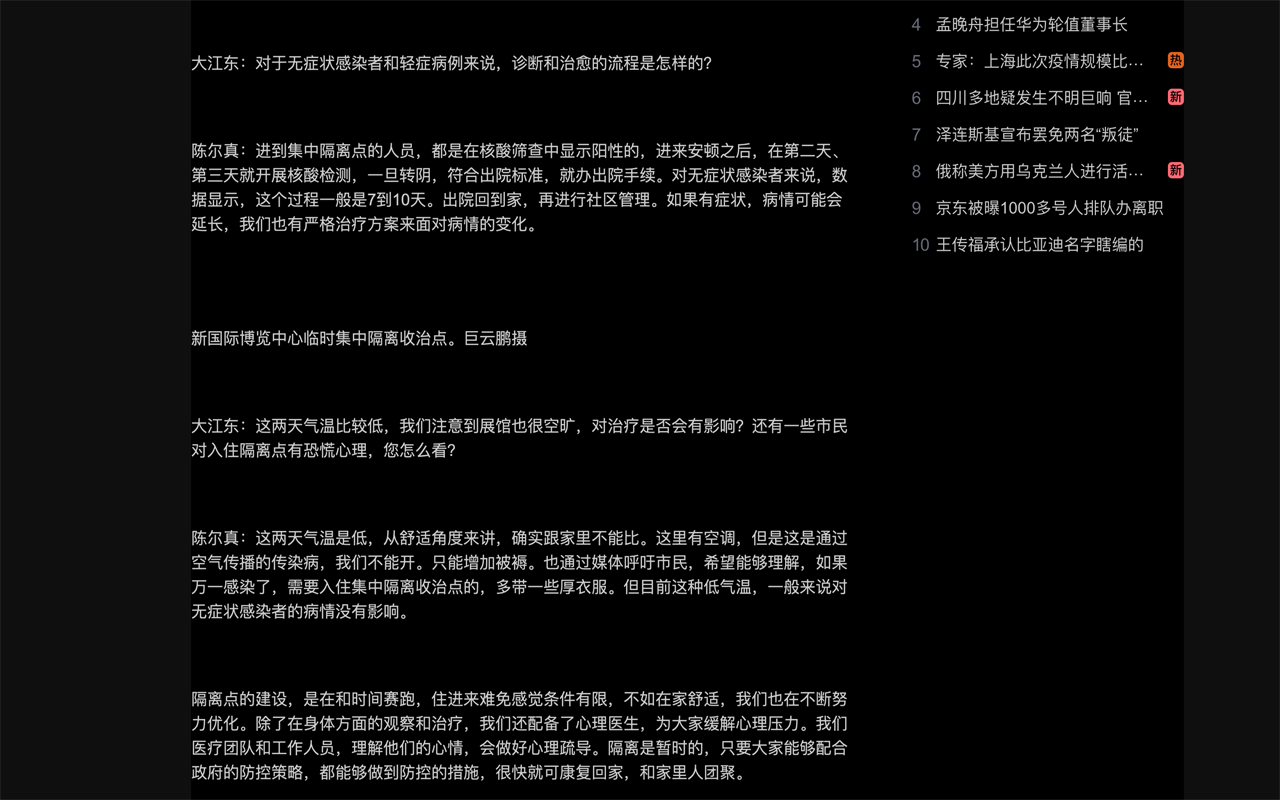 大江东：对于无症状感染者和轻症病例来说，诊断和治愈的流程是怎样的？
陈尔真：进到集中隔离点的人员，都是在核酸筛查中显示阳性的，进来安顿之后，在第二天、
第三天就开展核酸检测，一旦转阴，符合出院标准，就办出院手续。对无症状感染者来说，数
据显示，这个过程一般是7到10天。出院回到家，再进行社区管理。如果有症状，病情可能会
延长，我们也有严格治疗方案来面对病情的变化。
新国际博览中心临时集中隔离收治点。巨云鹏摄
大江东：这两天气温比较低，我们注意到展馆也很空旷，对治疗是否会有影响？还有一些市民
对入住隔离点有恐慌心理，您怎么看？
陈尔真：这两天气温是低，从舒适角度来讲，确实跟家里不能比。这里有空调，但是这是通过
空气传播的传染病，我们不能开。只能增加被褥。也通过媒体呼吁市民，希望能够理解，如果
万一感染了，需要入住集中隔离收治点的，多带一些厚衣服。但目前这种低气温，一般来说对
无症状感染者的病情没有影响。
隔离点的建设，是在和时间赛跑，住进来难免感觉条件有限，不如在家舒适，我们也在不断努
力优化。除了在身体方面的观察和治疗，我们还配备了心理医生，为大家缓解心理压力。我们
医疗团队和工作人员，理解他们的心情，会做好心理疏导。隔离是暂时的，只要大家能够配合
政府的防控策略，都能够做到防控的措施，很快就可康复回家，和家里人团聚。
4 孟晚舟担任华为轮值董事长
5 专家：上海此次疫情规模比... 热
6 四川多地疑发生不明巨响 官... 新
7 泽连斯基宣布罢免两名“叛徒”
8 俄称美方用乌克兰人进行活... 新
9 京东被曝1000多号人排队办离职
10 王传福承认比亚迪名字瞎编的